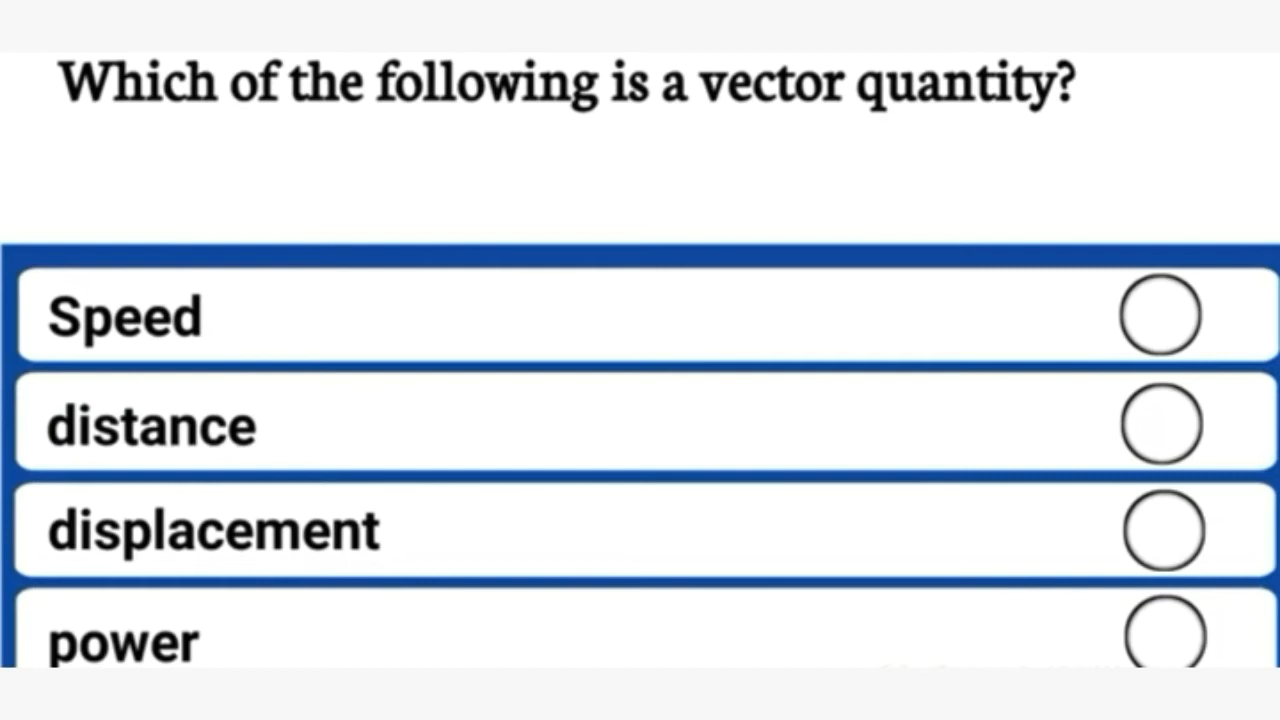 Which of the following is a vector quantity?
Speed
distance
displacement
power